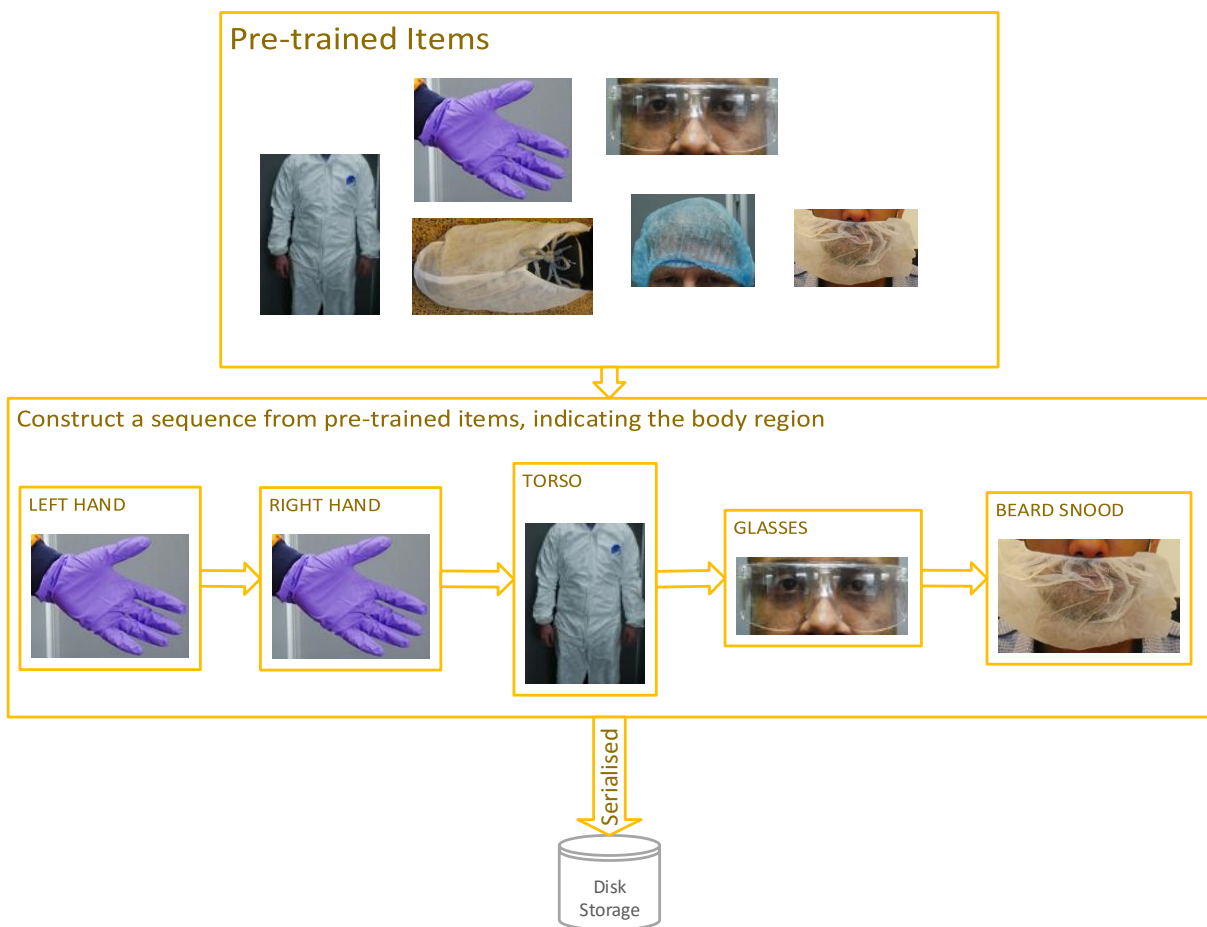 Pre-trained Items
Construct a sequence from pre-trained items, indicating the body region
LEFT HAND
RIGHT HAND
TORSO
GLASSES
BEARD SNOOD
Serialised
Disk
Storage